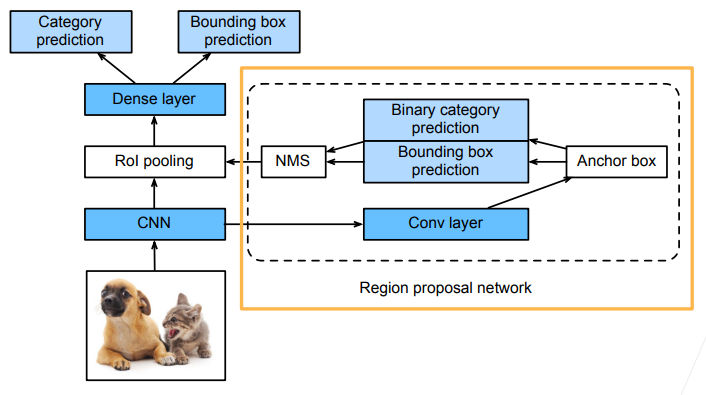 Category
prediction
Bounding box
prediction
Dense layer
Binary category
prediction
RoI pooling
NMS
Bounding box
prediction
Anchor box
CNN
Conv layer
Region proposal network